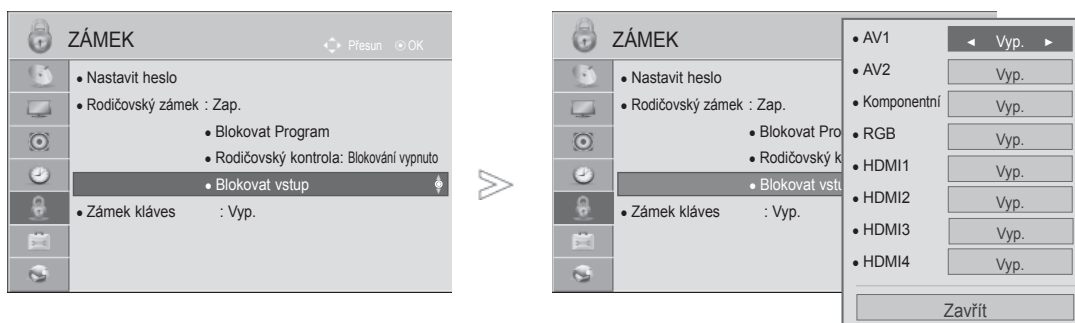 ZÁMEK
Přesun OK
• Nastavit heslo
• Rodičovský zámek : Zap.
• Blokovat Program
• Rodičovský kontrola: Blokování vypnuto
• Blokovat vstup
• Zámek kláves : Vyp.
ZÁMEK
• Nastavit heslo
• Rodičovský zámek : Zap.
• Blokovat Pro
• Rodičovský k
• Blokovat vstu
• Zámek kláves : Vyp.
• AV1 ◄ Vyp. ►
• AV2 Vyp.
• Komponentní Vyp.
• RGB Vyp.
• HDMI1 Vyp.
• HDMI2 Vyp.
• HDMI3 Vyp.
• HDMI4 Vyp.
Zavřít